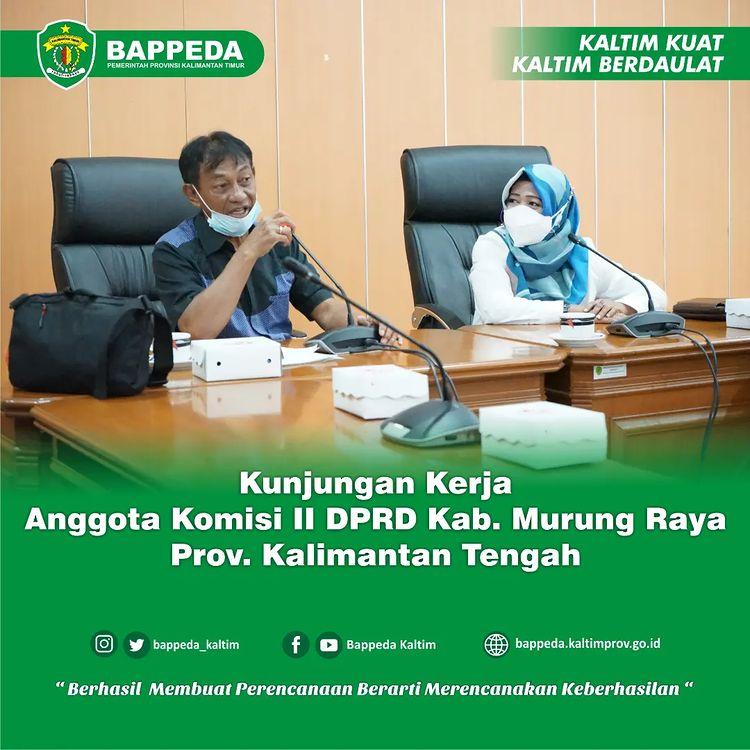 BAPPEDA
PEMERINTAH PROVINSI KALIMANTAN TIMUR
KALTIM KUAT
KALTIM BERDAULAT
Kunjungan Kerja
Anggota Komisi II DPRD Kab. Murung Raya
Prov. Kalimantan Tengah
bappeda_kaltim
Bappeda Kaltim
bappeda.kaltimprov.go.id
“ Berhasil Membuat Perencanaan Berarti Merencanakan Keberhasilan “